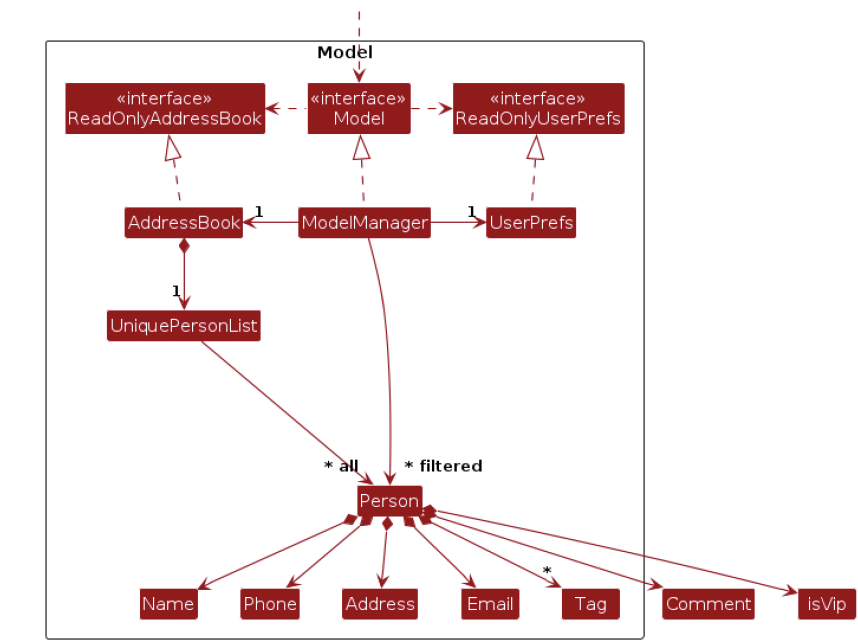 Model
«interface»
ReadOnlyAddressBook
«interface»
Model
«interface»
ReadOnlyUserPrefs
AddressBook
1
ModelManager
1
UserPrefs
1
UniquePersonList
* all
* filtered
Person
*
Name
Phone
Address
Email
Tag
Comment
isVip